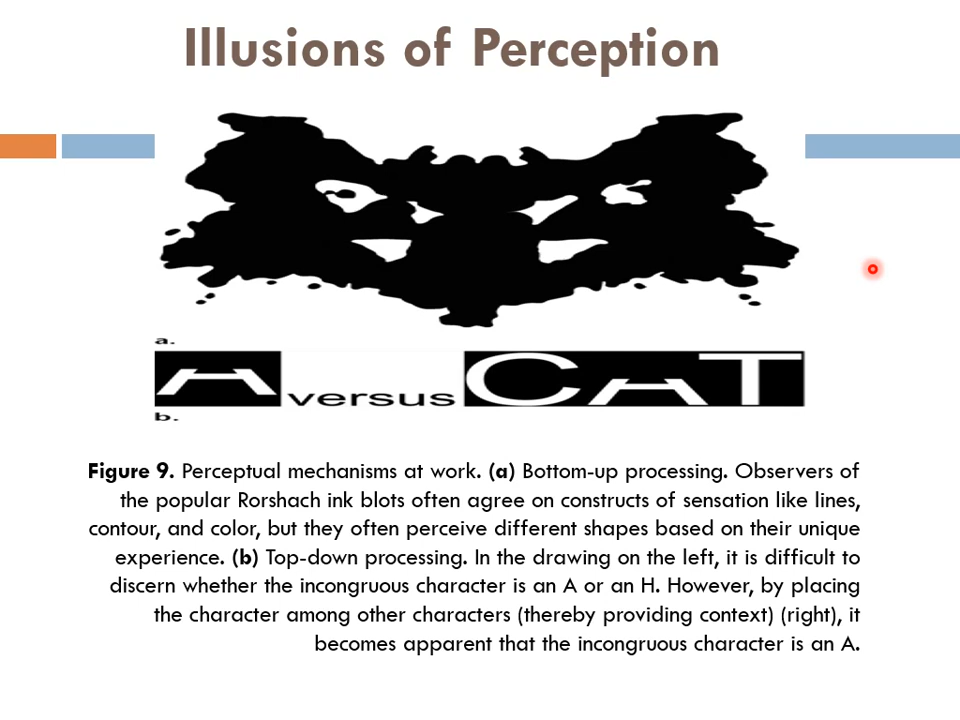 Illusions of Perception
a.
A versus CAT
b.
Figure 9. Perceptual mechanisms at work. (a) Bottom-up processing. Observers of
the popular Rorshach ink blots often agree on constructs of sensation like lines,
contour, and color, but they often perceive different shapes based on their unique
experience. (b) Top-down processing. In the drawing on the left, it is difficult to
discern whether the incongruous character is an A or an H. However, by placing
the character among other characters (thereby providing context) (right), it
becomes apparent that the incongruous character is an A.